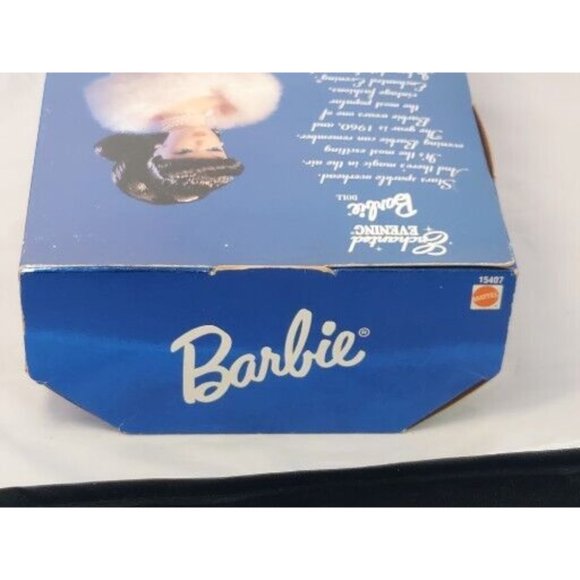 Enchanted
EVENING
Barbie DOLL
Stars sparkle overhead.
And there's magic in the air.
It's the most exciting
evening Barbie can remember.
The year is 1960, and
Barbie wears one of
the most popular
vintage fashions,
Enchanted Evening.
15407
MATTEL
Barbie®